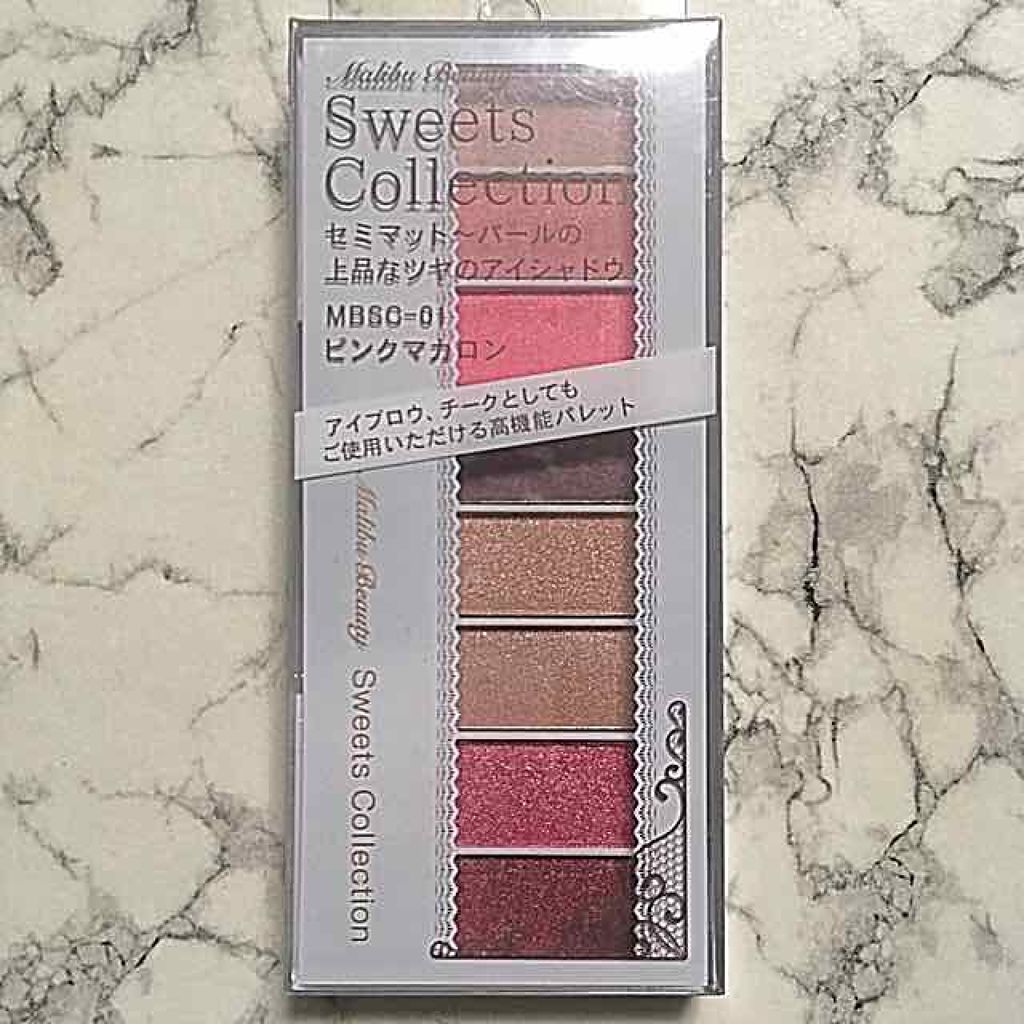 Malibu Beauty
Sweets
Collection
セミマット～パールの
上品なツヤのアイシャドウ
MBSC-01
ピンクマカロン
アイブロウ、チークとしても
ご使用いただける高機能パレット
Malibu Beauty Sweets Collection